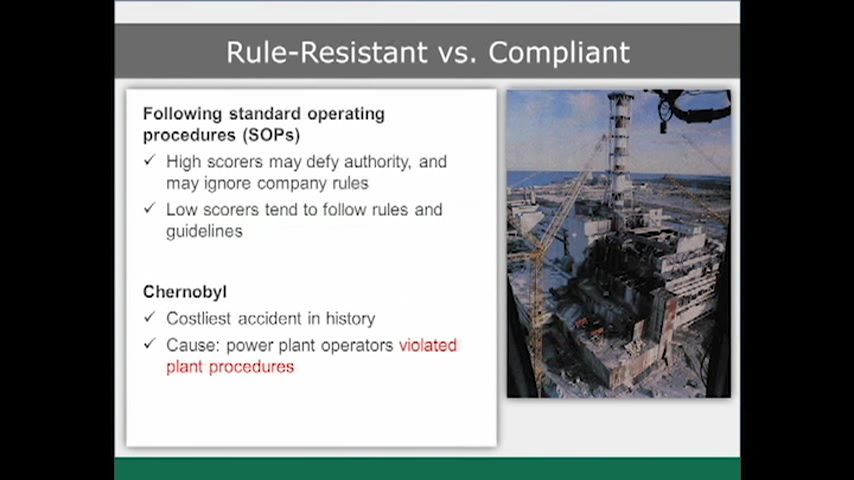 Rule-Resistant vs. Compliant
Following standard operating
procedures (SOPs)
✓ High scorers may defy authority, and
may ignore company rules
✓ Low scorers tend to follow rules and
guidelines
Chernobyl
✓ Costliest accident in history
✓ Cause: power plant operators violated
plant procedures